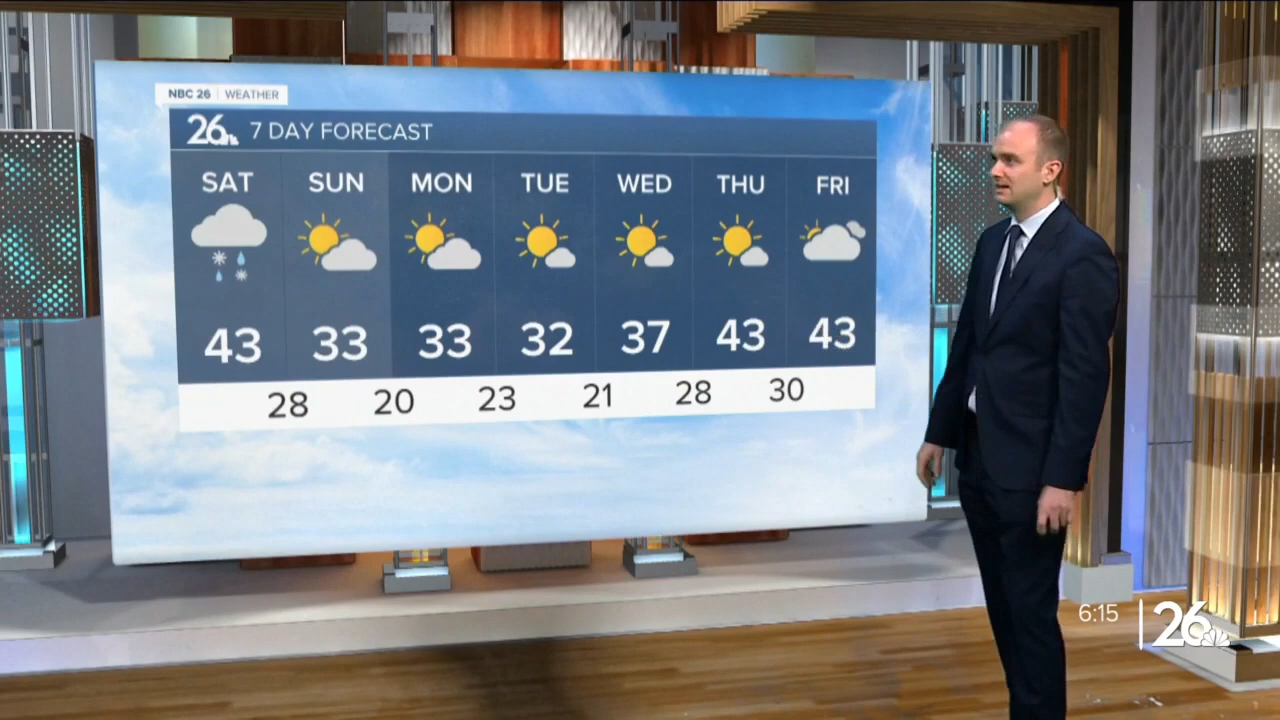 NBC 26 | WEATHER
26 7 DAY FORECAST
SAT SUN MON TUE WED THU FRI
43 33 33 32 37 43 43
28 20 23 21 28 30
6:15 | 26